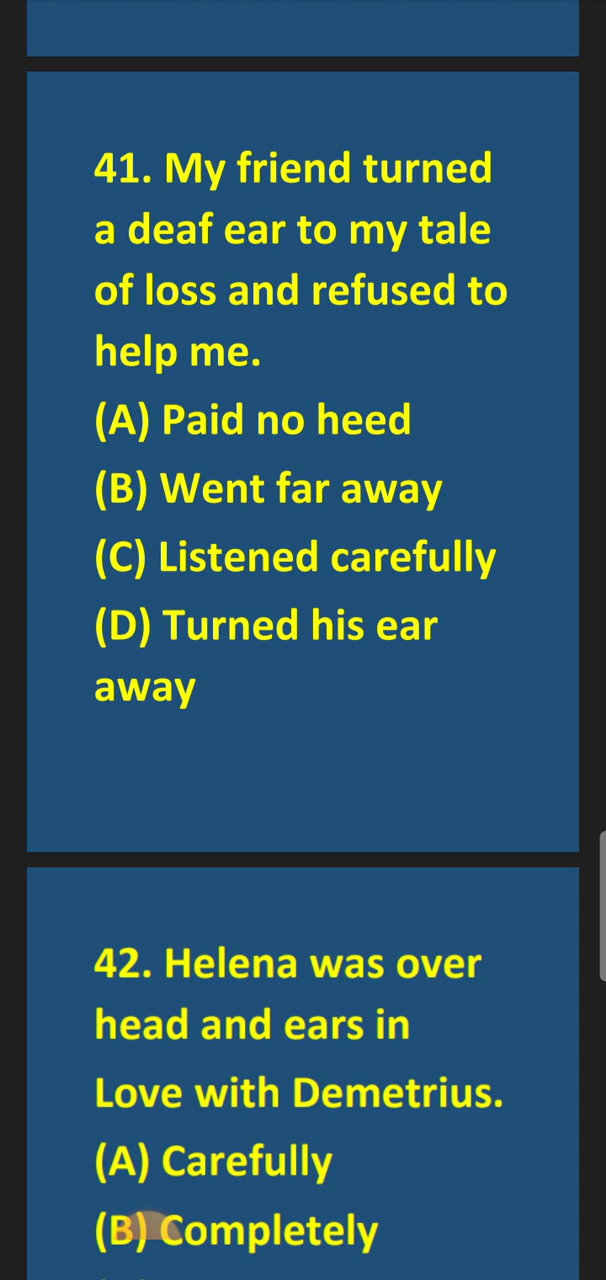 41. My friend turned
a deaf ear to my tale
of loss and refused to
help me.
(A) Paid no heed
(B) Went far away
(C) Listened carefully
(D) Turned his ear
away
42. Helena was over
head and ears in
Love with Demetrius.
(A) Carefully
(B) Completely